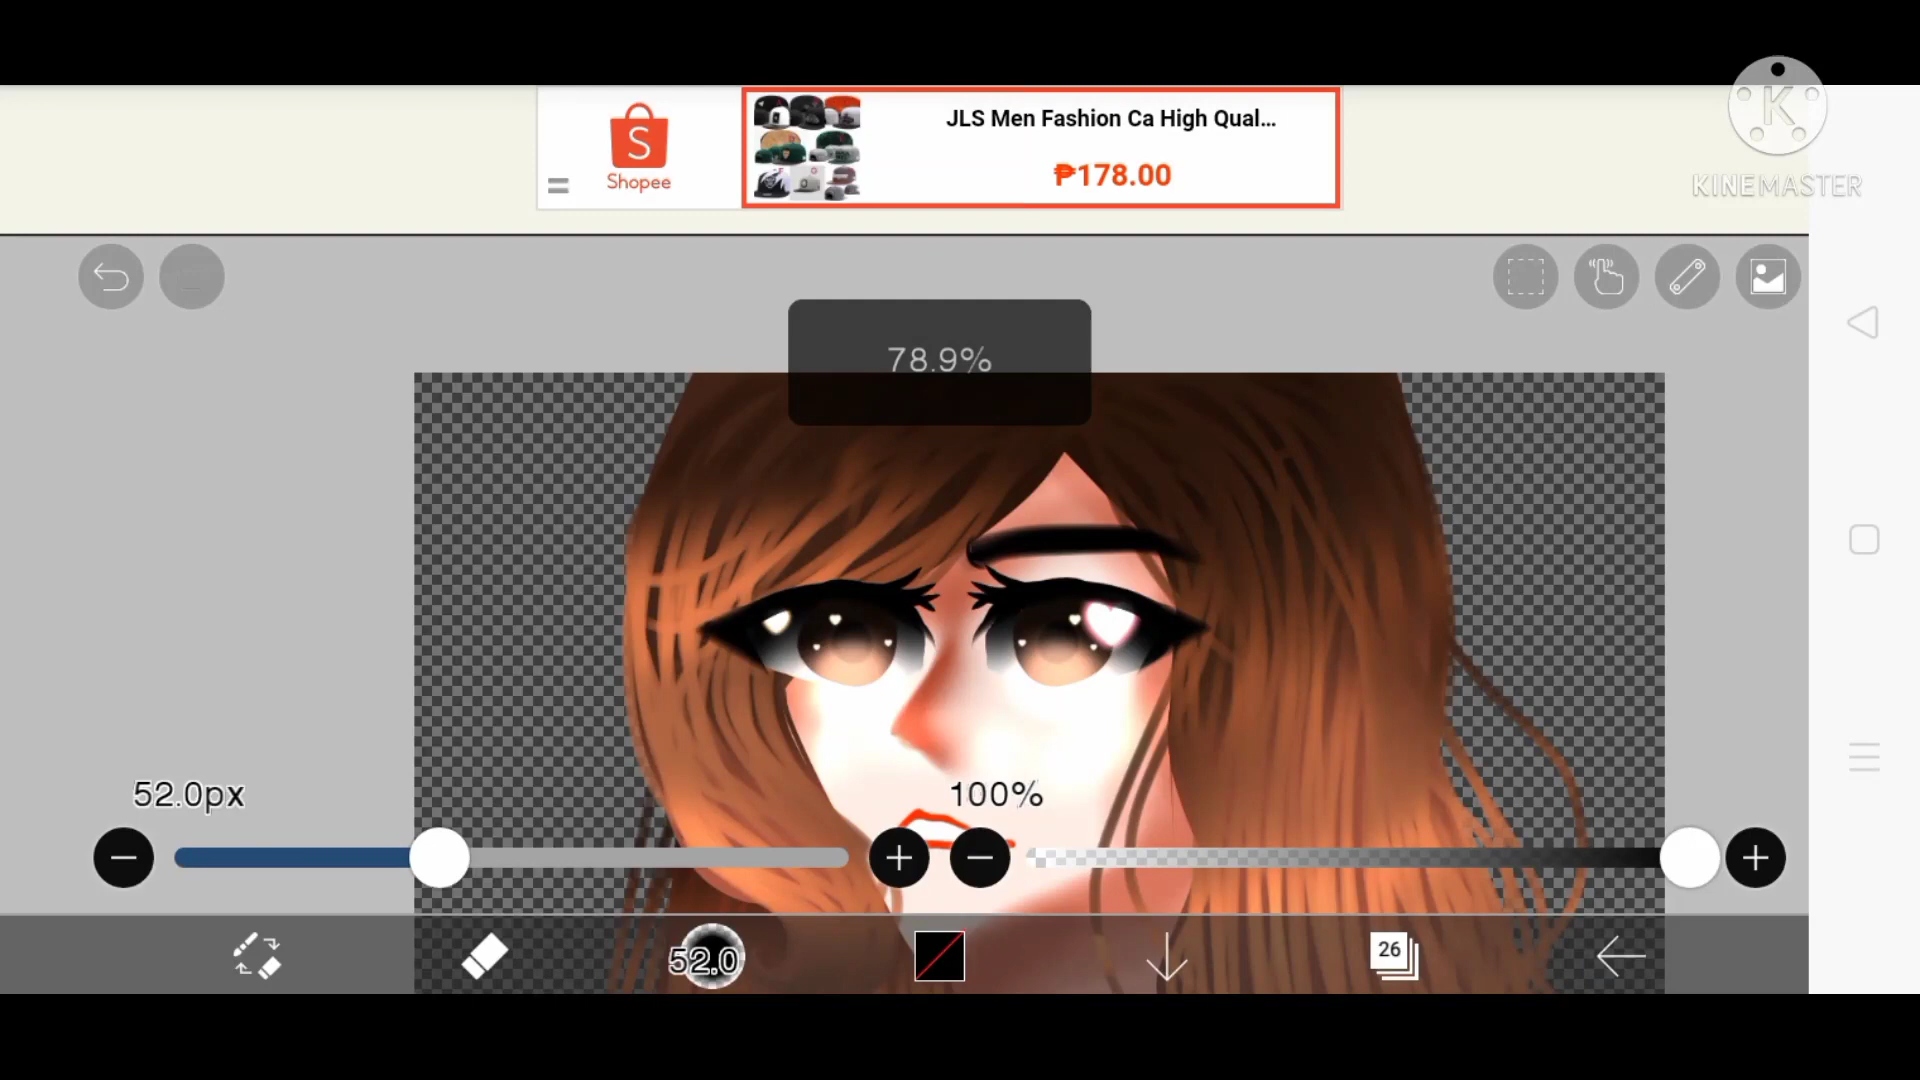 JLS Men Fashion Ca High Qual...
₱178.00
S
Shopee
K
KINEMASTER
78.9%
52.0px
100%
52.0
26